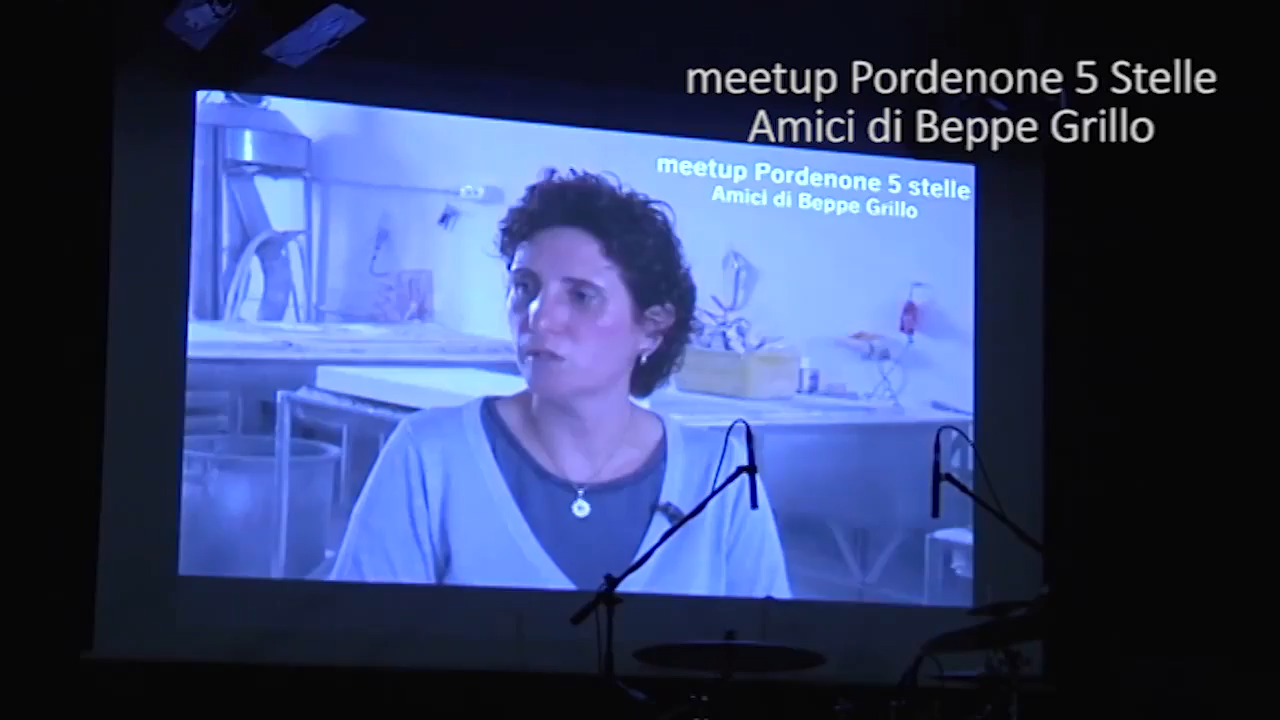 meetup Pordenone 5 Stelle
Amici di Beppe Grillo
meetup Pordenone 5 stelle
Amici di Beppe Grillo